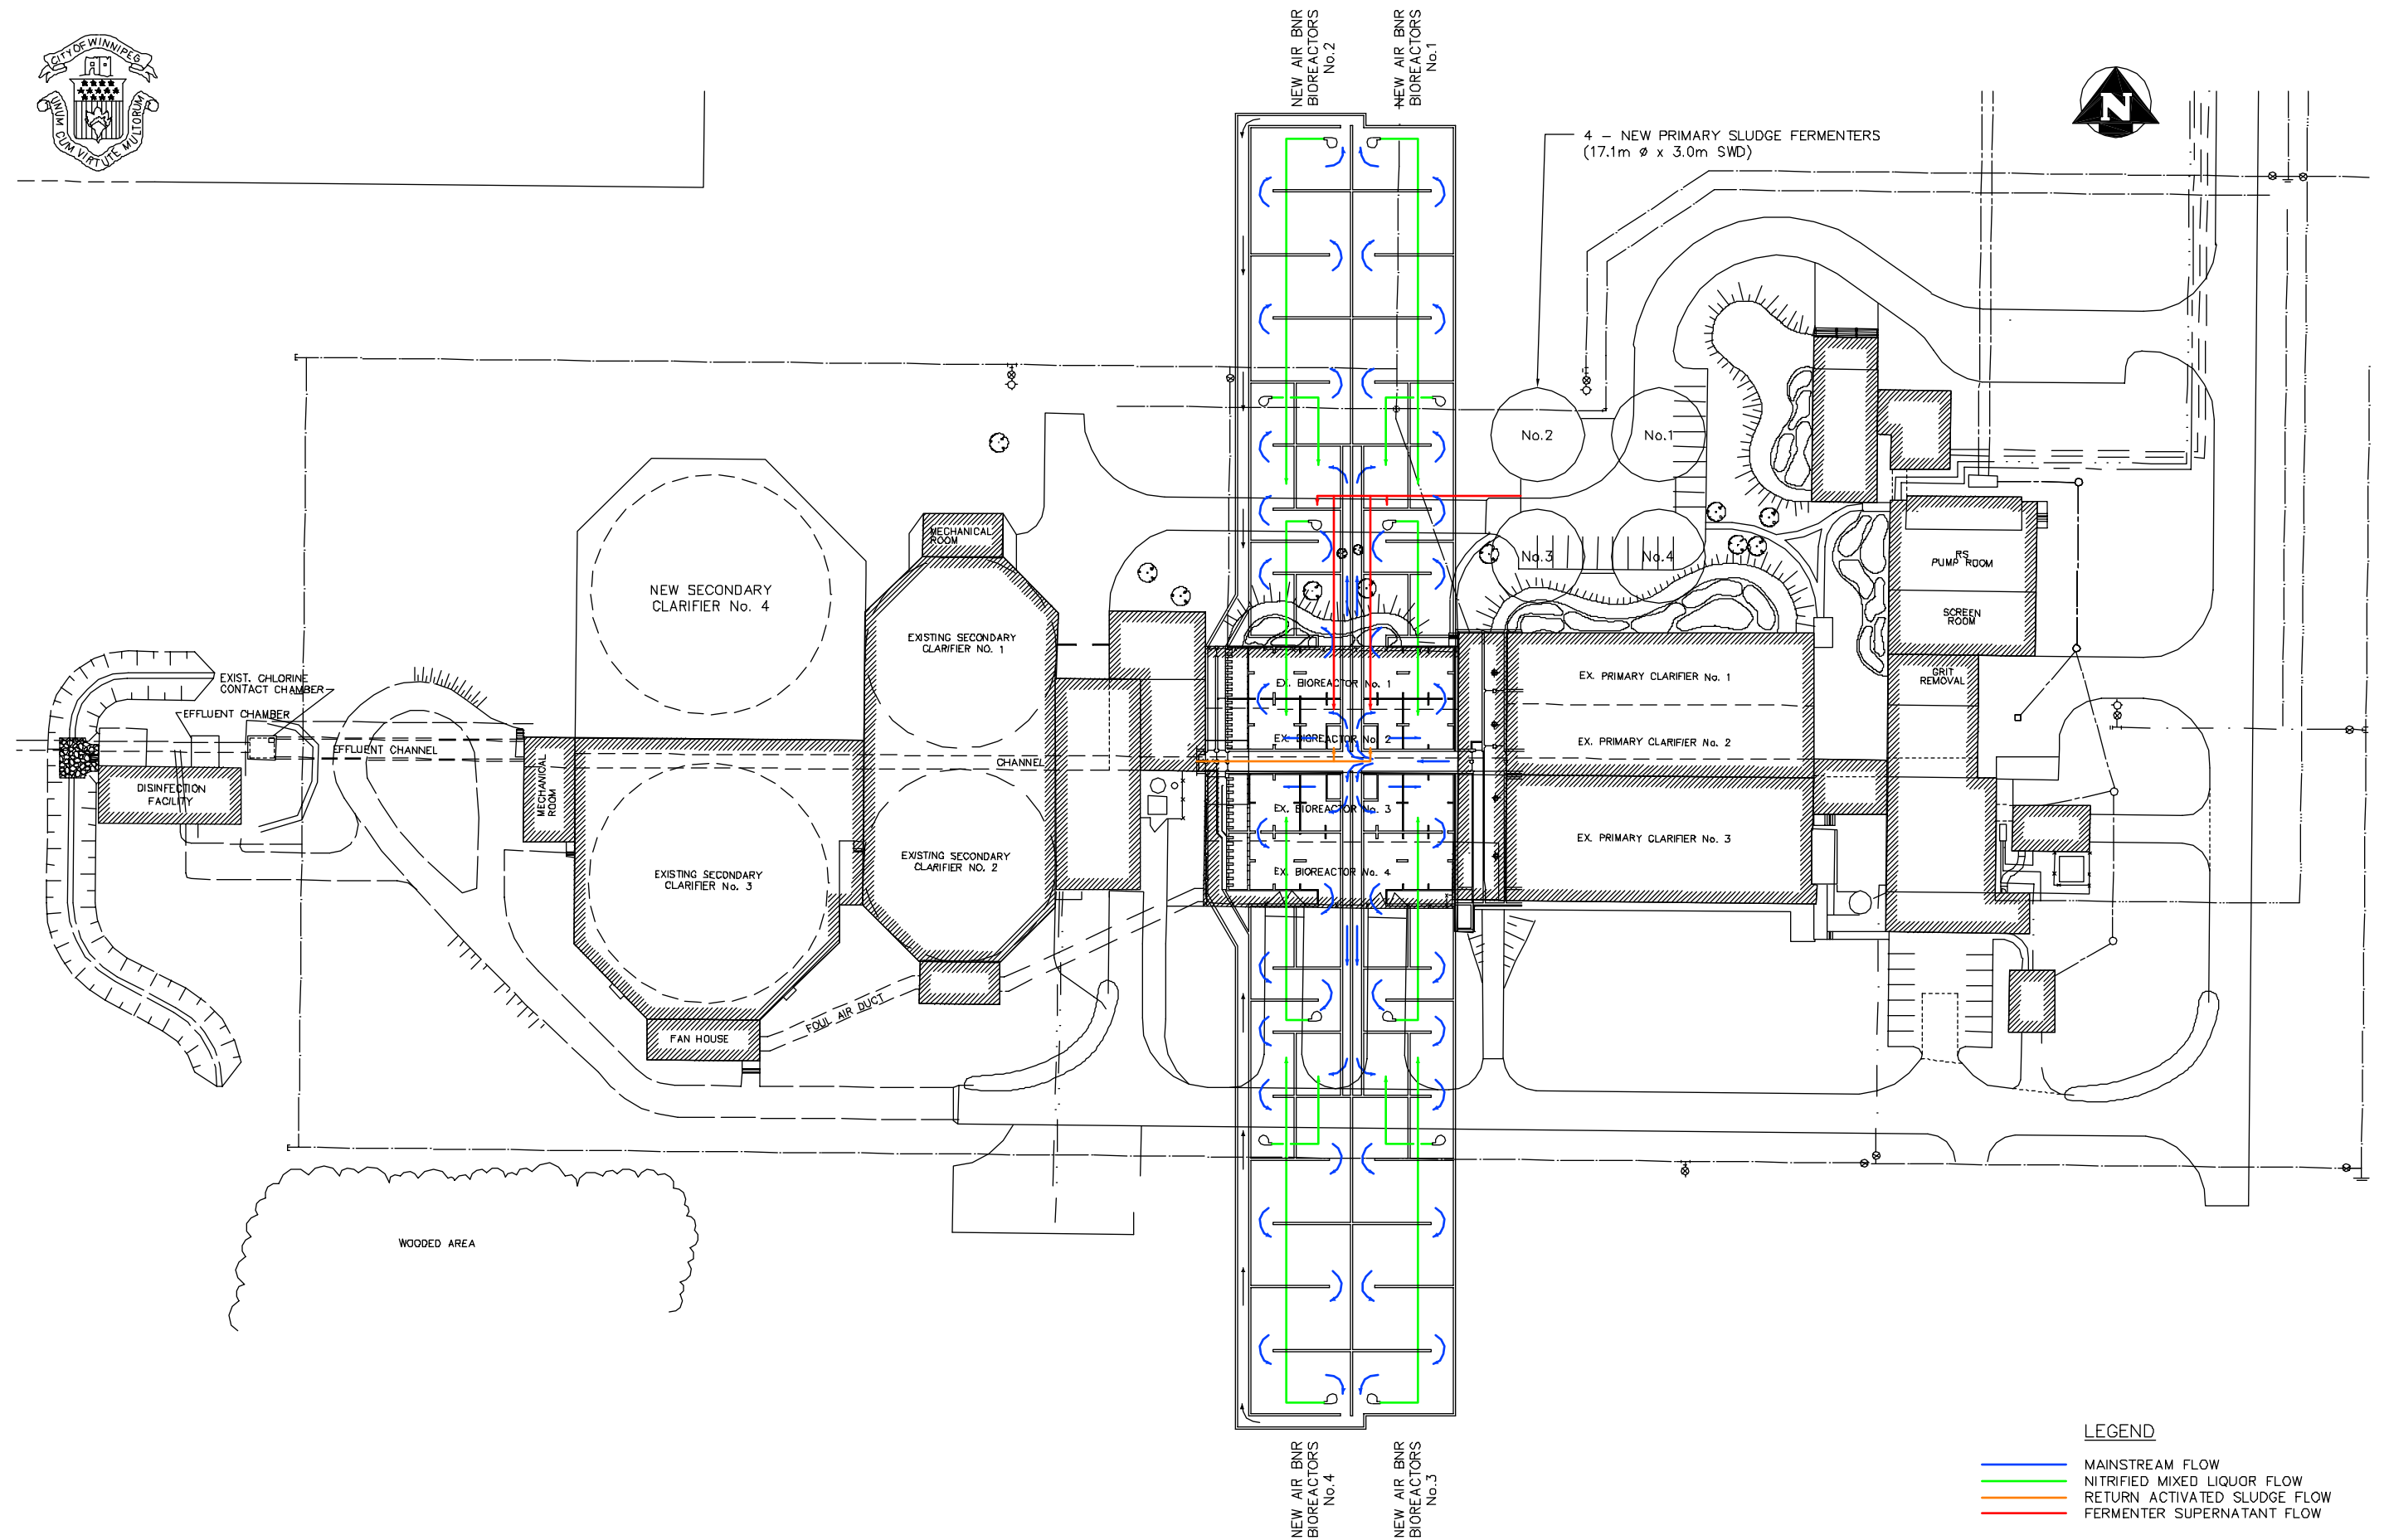 CITY OF WINNIPEG
UNUM CUM VIRTUTE MULTORUM
NEW AIR BNR
BIOREACTORS
No.2
NEW AIR BNR
BIOREACTORS
No.1
N
4 - NEW PRIMARY SLUDGE FERMENTERS
(17.1m ø x 3.0m SWD)
No.2
No.1
No.3
No.4
MECHANICAL
ROOM
NEW SECONDARY
CLARIFIER No. 4
EXISTING SECONDARY
CLARIFIER NO. 1
RS
PUMP ROOM
SCREEN
ROOM
GRIT
REMOVAL
EXIST. CHLORINE
CONTACT CHAMBER
EFFLUENT CHAMBER
EFFLUENT CHANNEL
CHANNEL
EX. BIOREACTOR No. 1
EX. BIOREACTOR No. 2
EX. BIOREACTOR No. 3
EX. BIOREACTOR No. 4
EX. PRIMARY CLARIFIER No. 1
EX. PRIMARY CLARIFIER No. 2
EX. PRIMARY CLARIFIER No. 3
DISINFECTION
FACILITY
MECHANICAL
ROOM
EXISTING SECONDARY
CLARIFIER No. 3
EXISTING SECONDARY
CLARIFIER NO. 2
FOUL AIR DUCT
FAN HOUSE
WOODED AREA
NEW AIR BNR
BIOREACTORS
No.4
NEW AIR BNR
BIOREACTORS
No.3
LEGEND
MAINSTREAM FLOW
NITRIFIED MIXED LIQUOR FLOW
RETURN ACTIVATED SLUDGE FLOW
FERMENTER SUPERNATANT FLOW